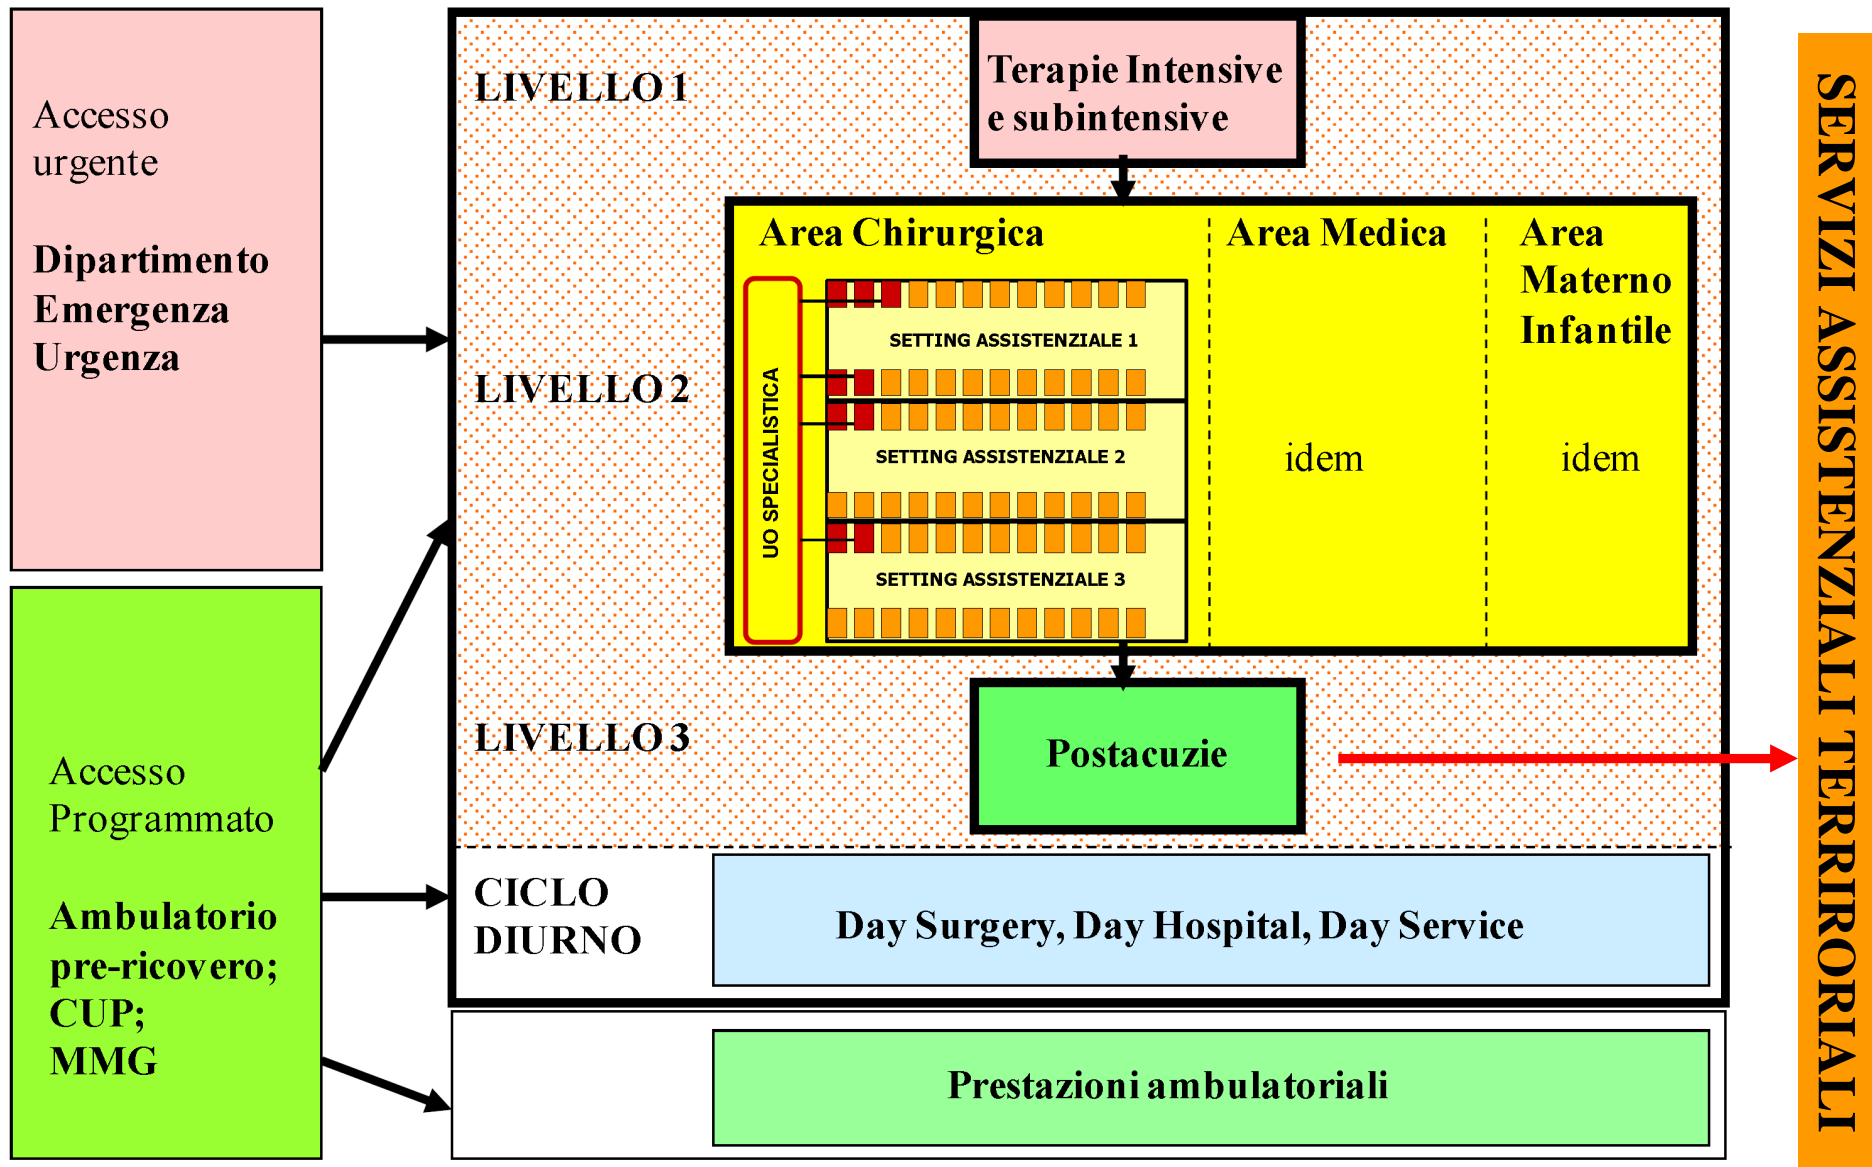 Accesso
urgente
Dipartimento
Emergenza
Urgenza
Accesso
Programmato
Ambulatorio
pre-ricovero;
CUP;
MMG
LIVELLO 1
Terapie Intensive
e subintensive
LIVELLO 2
Area Chirurgica
UO SPECIALISTICA
SETTING ASSISTENZIALE 1
SETTING ASSISTENZIALE 2
SETTING ASSISTENZIALE 3
Area Medica
idem
Area
Materno
Infantile
idem
LIVELLO 3
Postacuzie
CICLO
DIURNO
Day Surgery, Day Hospital, Day Service
Prestazioni ambulatoriali
SERVIZI ASSISTENZIALI TERRIRORIALI